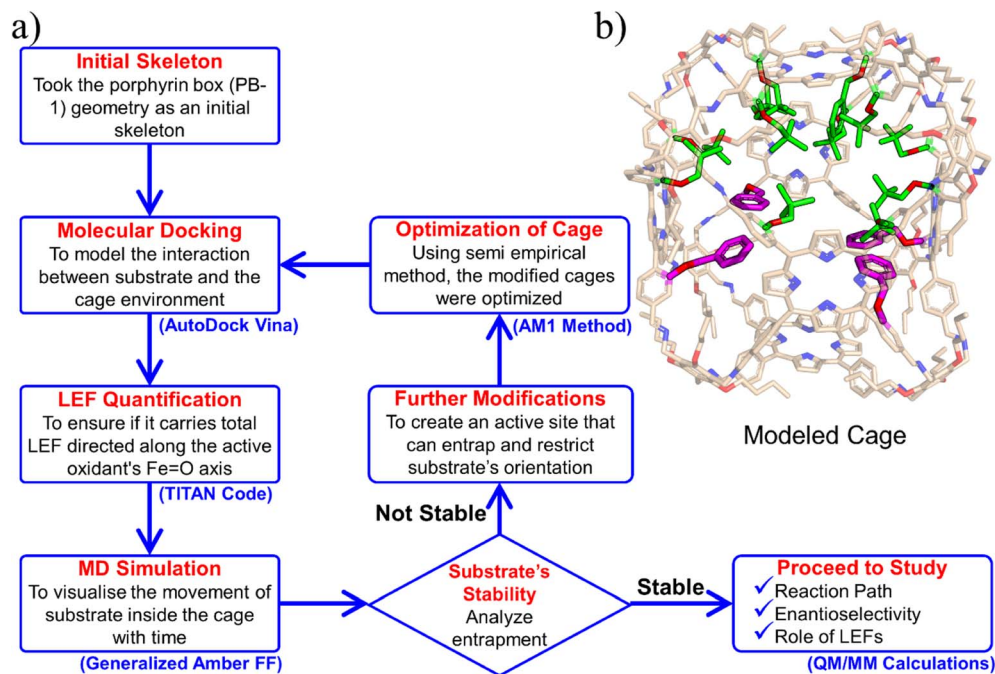 a)
Initial Skeleton
Took the porphyrin box (PB-
1) geometry as an initial
skeleton
Molecular Docking
To model the interaction
between substrate and the
cage environment
(AutoDock Vina)
LEF Quantification
To ensure if it carries total
LEF directed along the active
oxidant's Fe=O axis
(TITAN Code)
MD Simulation
To visualise the movement of
substrate inside the cage
with time
(Generalized Amber FF)
Substrate's
Stability
Analyze
entrapment
Not Stable
Further Modifications
To create an active site that
can entrap and restrict
substrate's orientation
Optimization of Cage
Using semi empirical
method, the modified cages
were optimized
(AM1 Method)
Stable
Proceed to Study
✓ Reaction Path
✓ Enantioselectivity
✓ Role of LEFs
(QM/MM Calculations)
b)
Modeled Cage